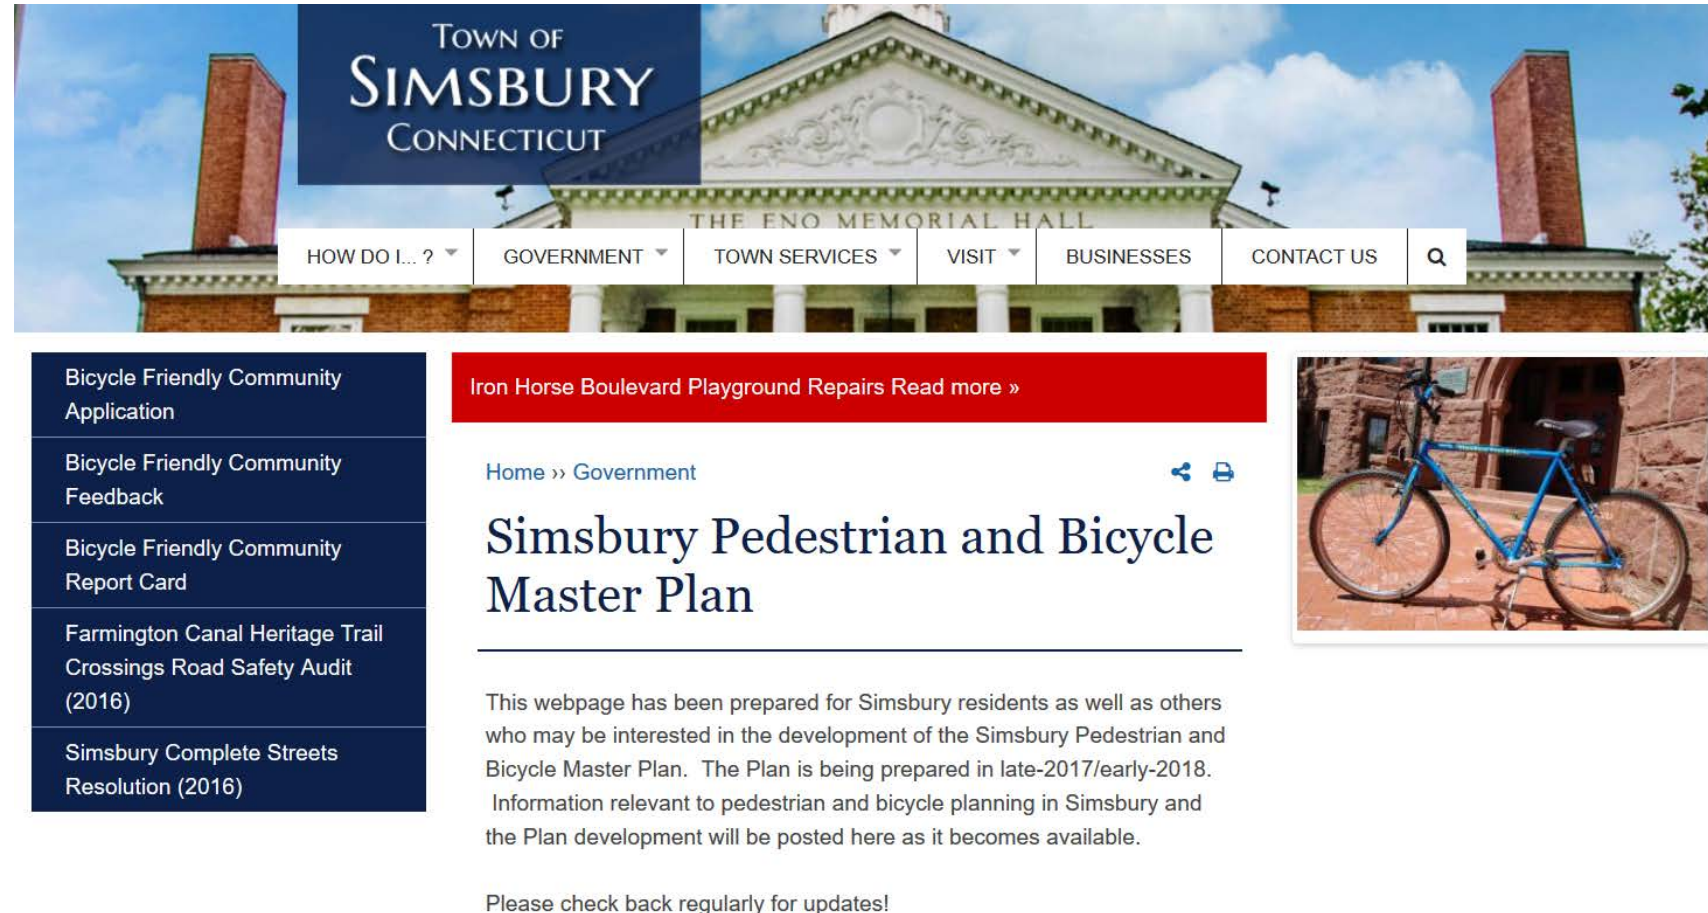 TOWN OF
SIMSBURY
CONNECTICUT
THE ENO MEMORIAL HALL
HOW DO I... ?
GOVERNMENT
TOWN SERVICES
VISIT
BUSINESSES
CONTACT US
Bicycle Friendly Community
Application
Bicycle Friendly Community
Feedback
Bicycle Friendly Community
Report Card
Farmington Canal Heritage Trail
Crossings Road Safety Audit
(2016)
Simsbury Complete Streets
Resolution (2016)
Iron Horse Boulevard Playground Repairs Read more »
Home ›› Government
Simsbury Pedestrian and Bicycle
Master Plan
This webpage has been prepared for Simsbury residents as well as others
who may be interested in the development of the Simsbury Pedestrian and
Bicycle Master Plan.  The Plan is being prepared in late-2017/early-2018.
Information relevant to pedestrian and bicycle planning in Simsbury and
the Plan development will be posted here as it becomes available.
Please check back regularly for updates!